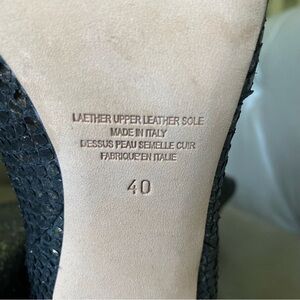 LAETHER UPPER LEATHER SOLE
MADE IN ITALY
DESSUS PEAU SEMELLE CUIR
FABRIQUE'EN ITALIE
40